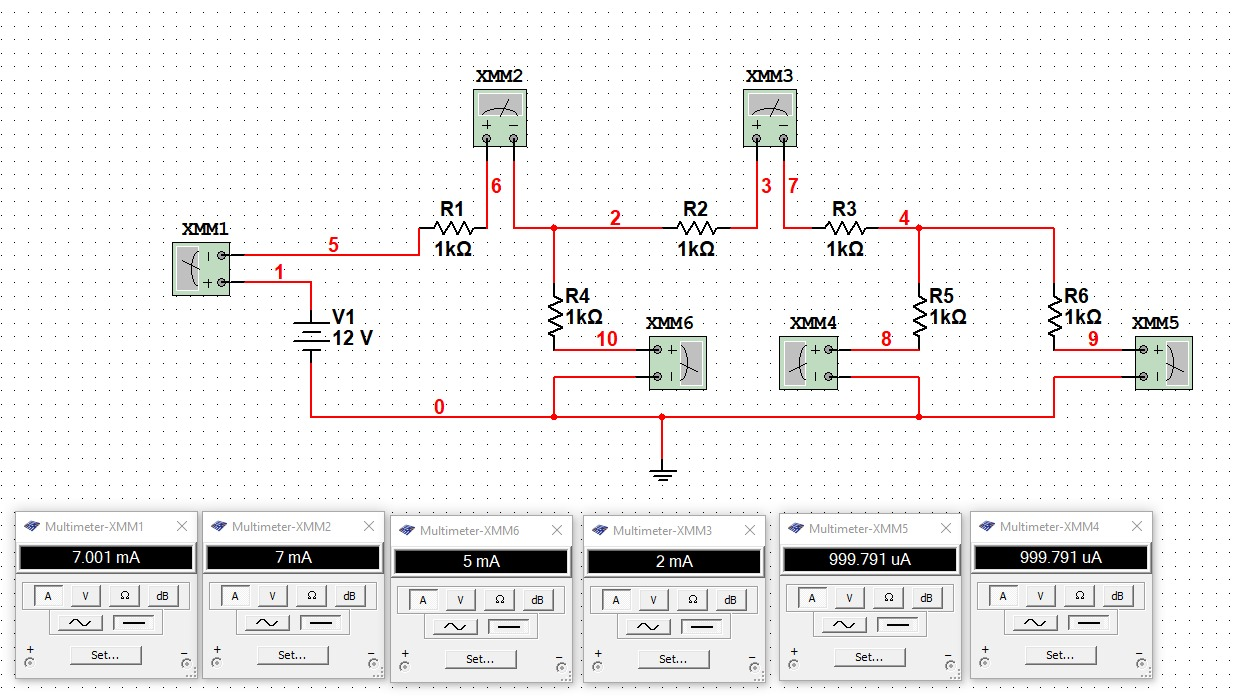 XMM2 XMM3
+ − + −
6 3 7
R1 2 R2 R3 4
XMM1 1kΩ 1kΩ 1kΩ
5
1
R4 R5 R6
V1 1kΩ XMM6 XMM4 1kΩ 1kΩ XMM5
12 V 10 8 9
0
Multimeter-XMM1
7.001 mA
A V Ω dB
Set...
+ −
Multimeter-XMM2
7 mA
A V Ω dB
Set...
+ −
Multimeter-XMM6
5 mA
A V Ω dB
Set...
+ −
Multimeter-XMM3
2 mA
A V Ω dB
Set...
+ −
Multimeter-XMM5
999.791 uA
A V Ω dB
Set...
+ −
Multimeter-XMM4
999.791 uA
A V Ω dB
Set...
+ −